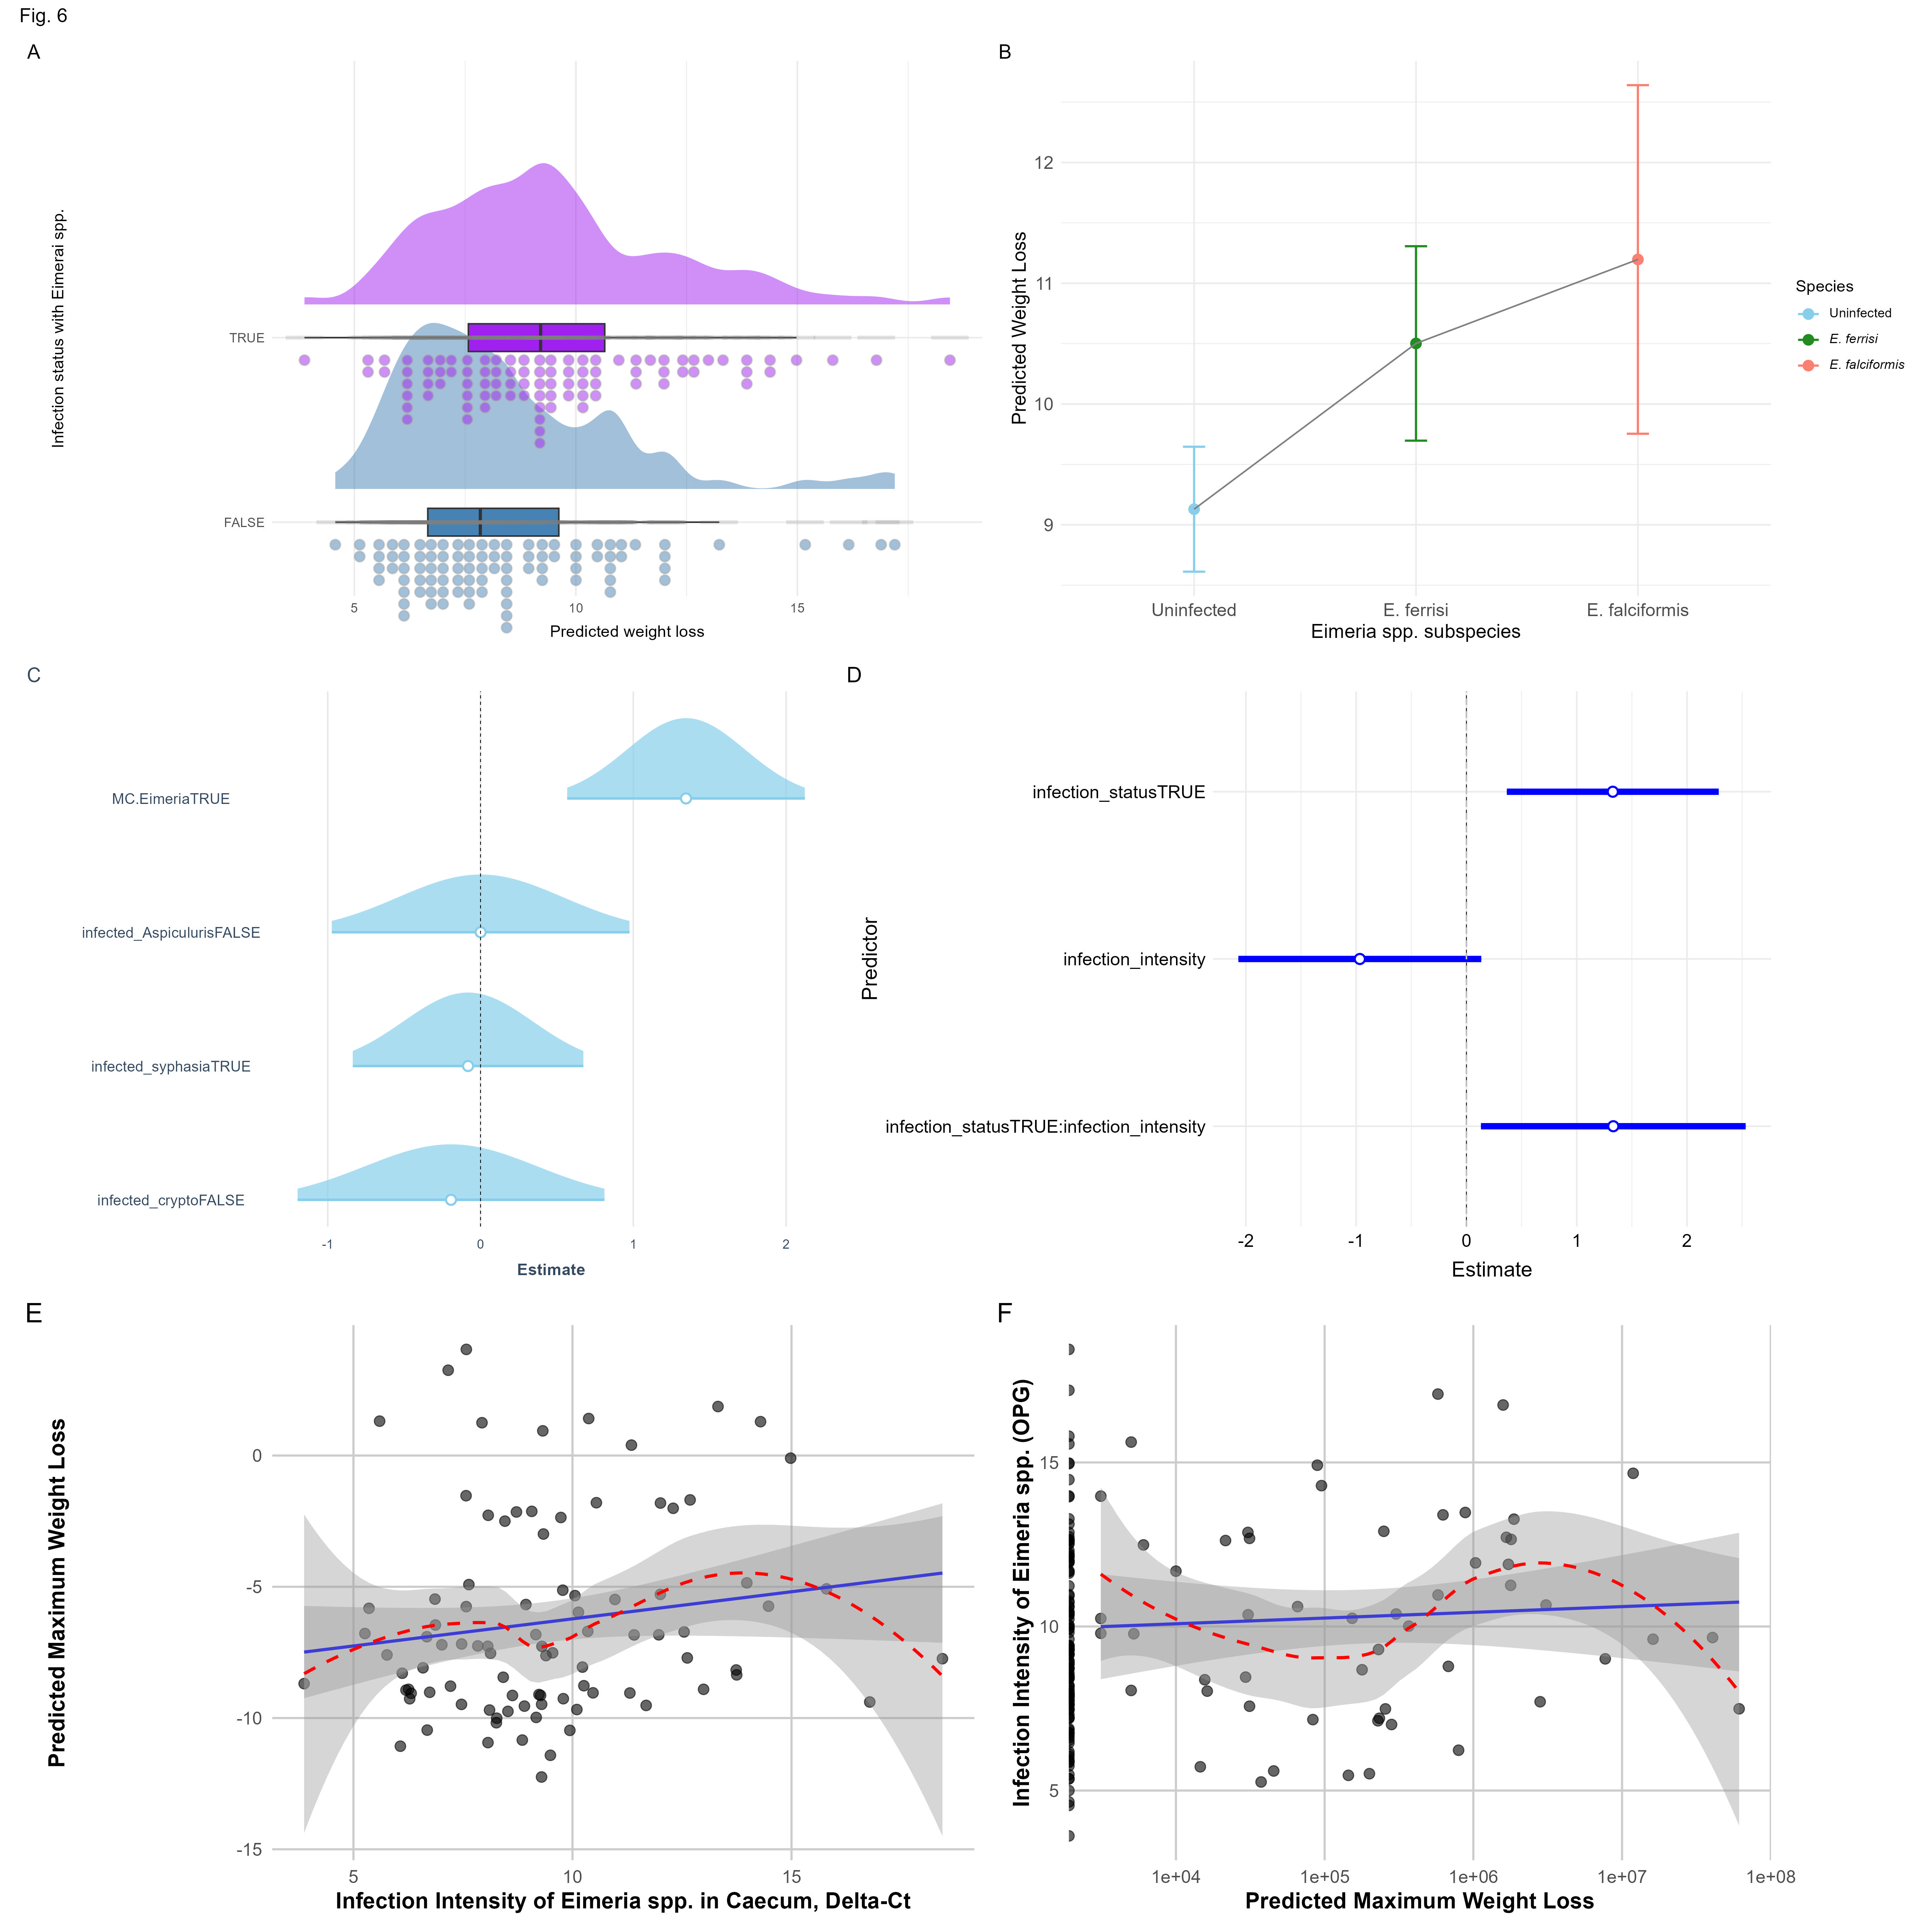 Fig. 6
A
Infection status with Eimerai spp.
TRUE
FALSE
5
10
15
Predicted weight loss
B
Predicted Weight Loss
12
11
10
9
Uninfected
E. ferrisi
E. falciformis
Eimeria spp. subspecies
Species
Uninfected
E. ferrisi
E. falciformis
C
MC.EimeriaTRUE
infected_AspiculurisFALSE
infected_syphasiaTRUE
infected_cryptoFALSE
-1
0
1
2
Estimate
D
Predictor
infection_statusTRUE
infection_intensity
infection_statusTRUE:infection_intensity
-2
-1
0
1
2
Estimate
E
Predicted Maximum Weight Loss
0
-5
-10
-15
5
10
15
Infection Intensity of Eimeria spp. in Caecum, Delta-Ct
F
Infection Intensity of Eimeria spp. (OPG)
15
10
5
1e+04
1e+05
1e+06
1e+07
1e+08
Predicted Maximum Weight Loss